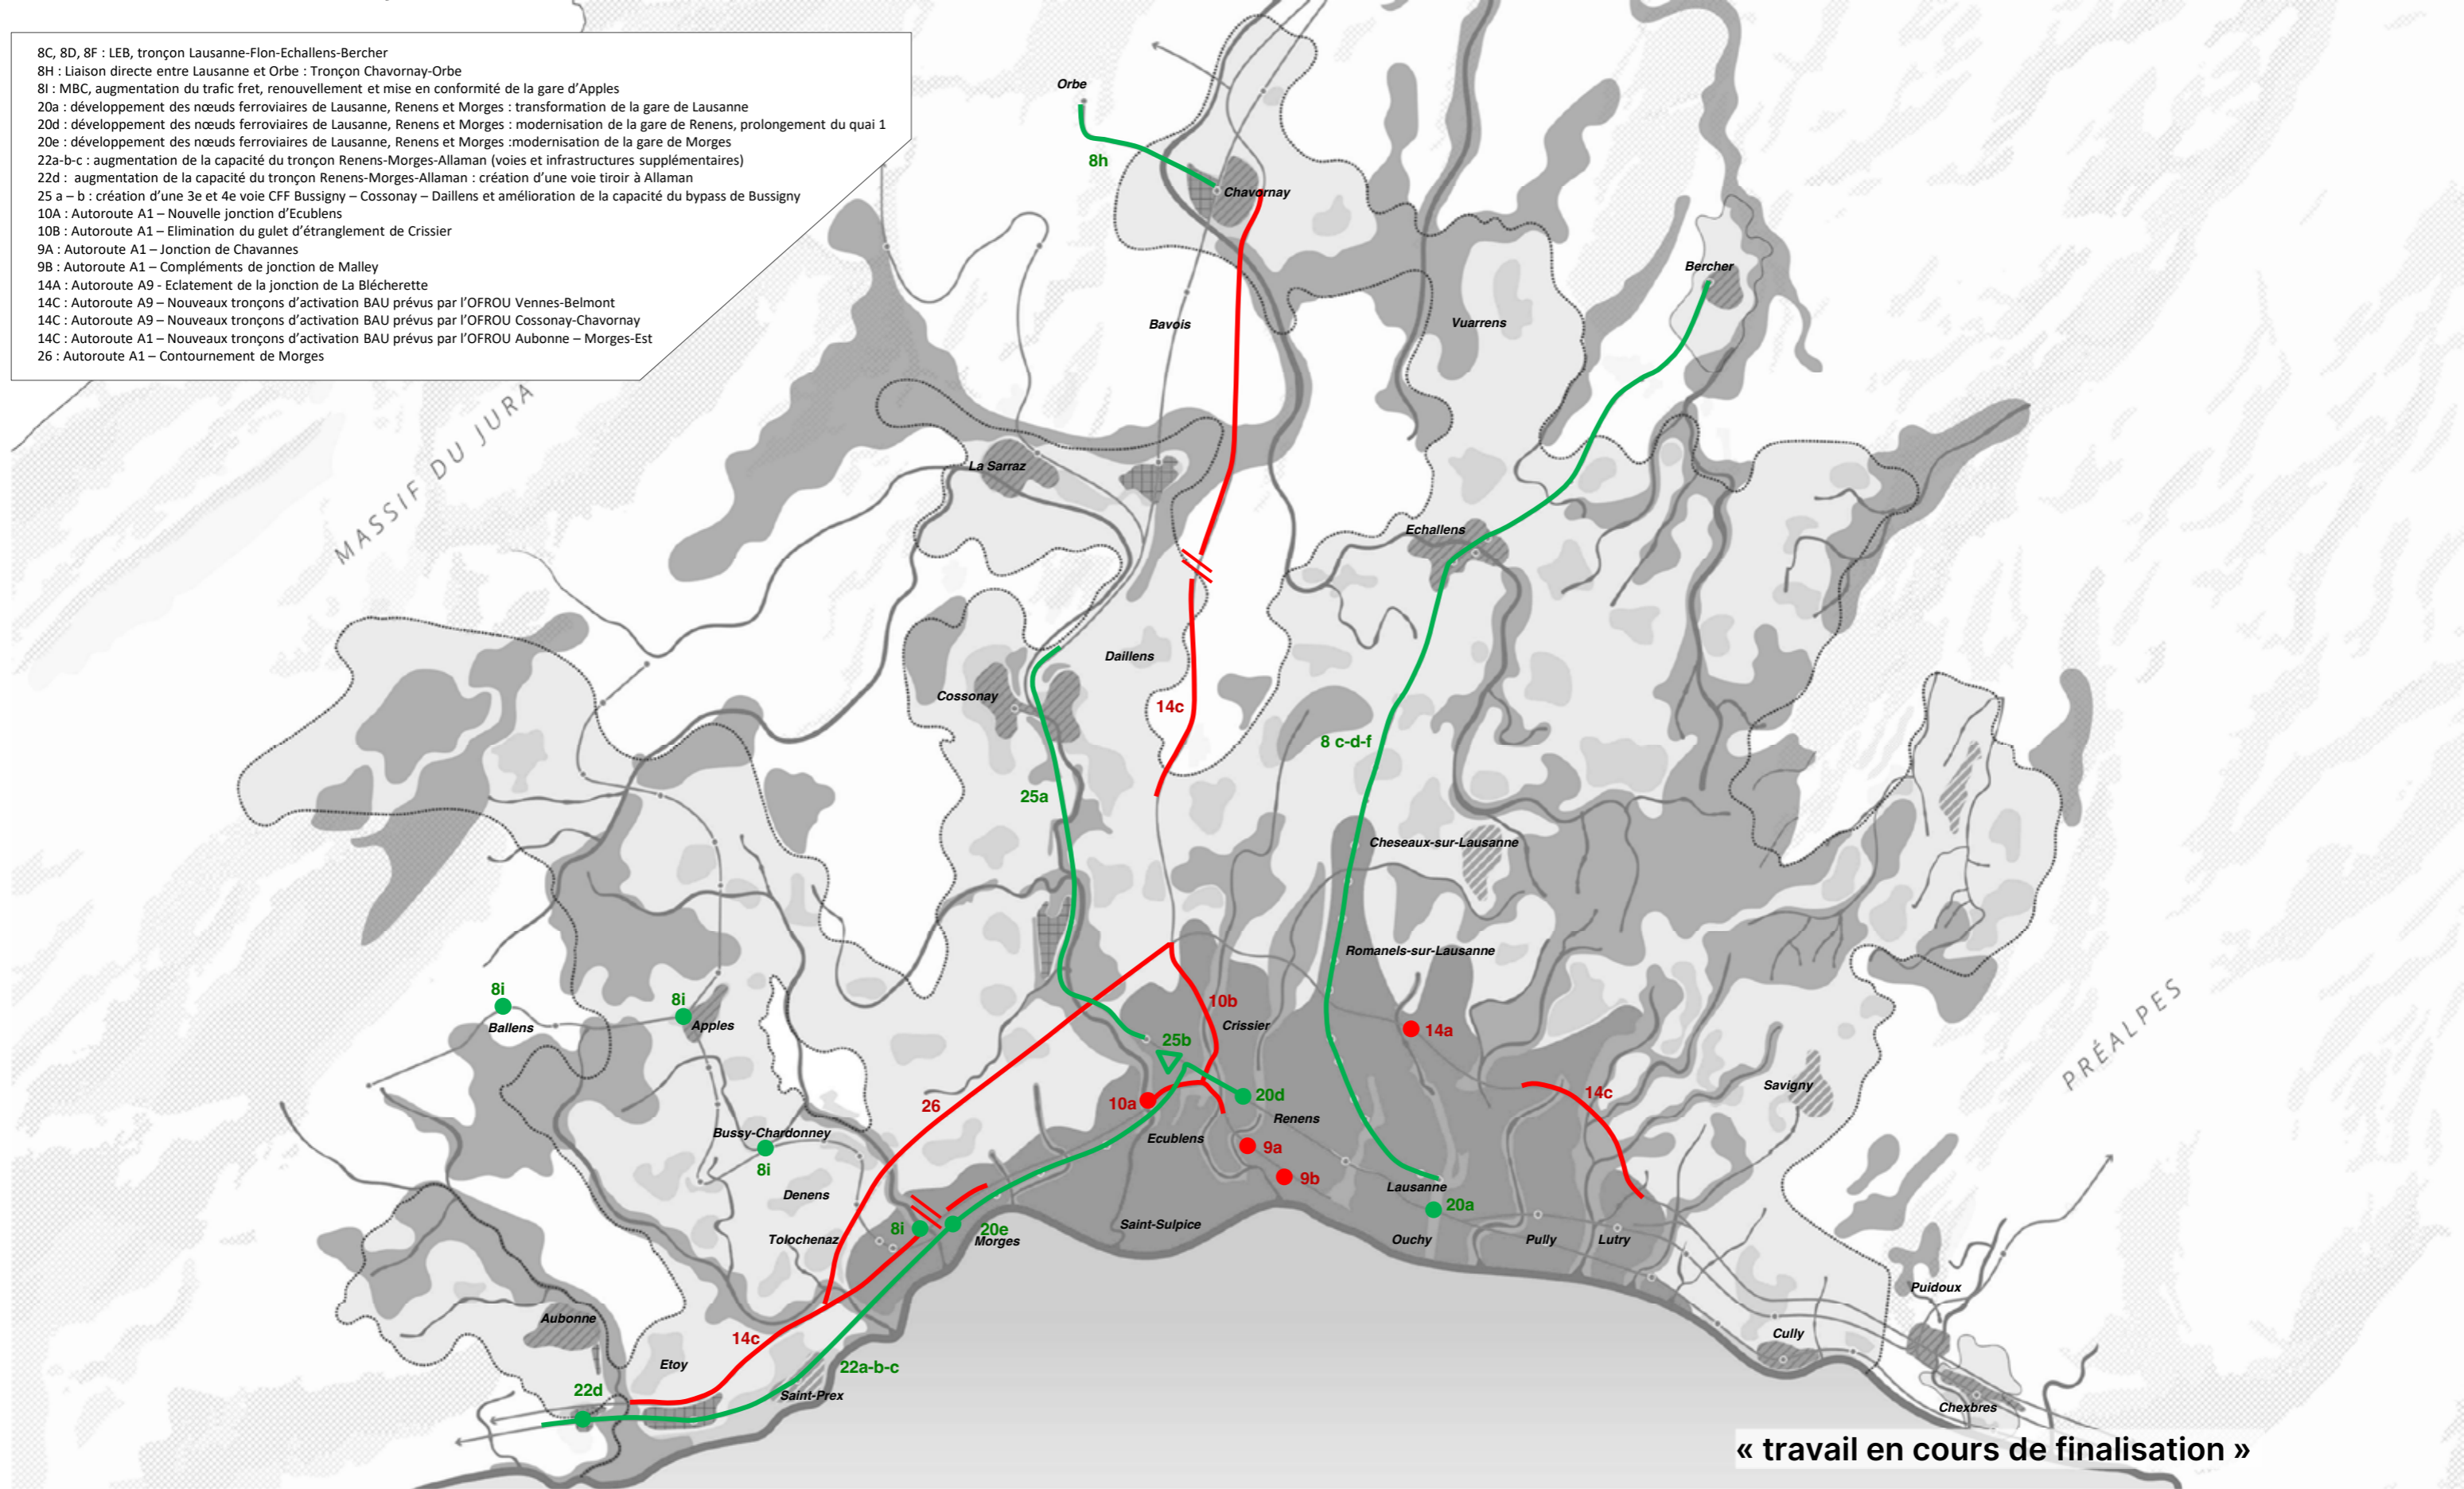 8C, 8D, 8F : LEB, tronçon Lausanne-Flon-Echallens-Bercher
8H : Liaison directe entre Lausanne et Orbe : Tronçon Chavornay-Orbe
8I : MBC, augmentation du trafic fret, renouvellement et mise en conformité de la gare d'Apples
20a : développement des nœuds ferroviaires de Lausanne, Renens et Morges : transformation de la gare de Lausanne
20d : développement des nœuds ferroviaires de Lausanne, Renens et Morges : modernisation de la gare de Renens, prolongement du quai 1
20e : développement des nœuds ferroviaires de Lausanne, Renens et Morges :modernisation de la gare de Morges
22a-b-c : augmentation de la capacité du tronçon Renens-Morges-Allaman (voies et infrastructures supplémentaires)
22d :  augmentation de la capacité du tronçon Renens-Morges-Allaman : création d'une voie tiroir à Allaman
25 a – b : création d'une 3e et 4e voie CFF Bussigny – Cossonay – Daillens et amélioration de la capacité du bypass de Bussigny
10A : Autoroute A1 – Nouvelle jonction d'Ecublens
10B : Autoroute A1 – Elimination du gulet d'étranglement de Crissier
9A : Autoroute A1 – Jonction de Chavannes
9B : Autoroute A1 – Compléments de jonction de Malley
14A : Autoroute A9 - Eclatement de la jonction de La Blécherette
14C : Autoroute A9 – Nouveaux tronçons d'activation BAU prévus par l'OFROU Vennes-Belmont
14C : Autoroute A9 – Nouveaux tronçons d'activation BAU prévus par l'OFROU Cossonay-Chavornay
14C : Autoroute A1 – Nouveaux tronçons d'activation BAU prévus par l'OFROU Aubonne – Morges-Est
26 : Autoroute A1 – Contournement de Morges
Orbe
8h
Chavornay
Bercher
Bavois
Vuarrens
MASSIF DU JURA
La Sarraz
Echallens
Daillens
Cossonay
14c
8 c-d-f
25a
Cheseaux-sur-Lausanne
Romanels-sur-Lausanne
8i
Ballens
8i
Apples
10b
Crissier
14a
25b
PRÉALPES
Savigny
26
10a
20d
14c
Renens
Bussy-Chardonney
8i
Ecublens
9a
9b
Denens
Lausanne
20a
8i
20e
Morges
Saint-Sulpice
Tolochenaz
Ouchy
Pully
Lutry
Puidoux
Aubonne
14c
Etoy
22a-b-c
Cully
22d
Saint-Prex
Chexbres
« travail en cours de finalisation »